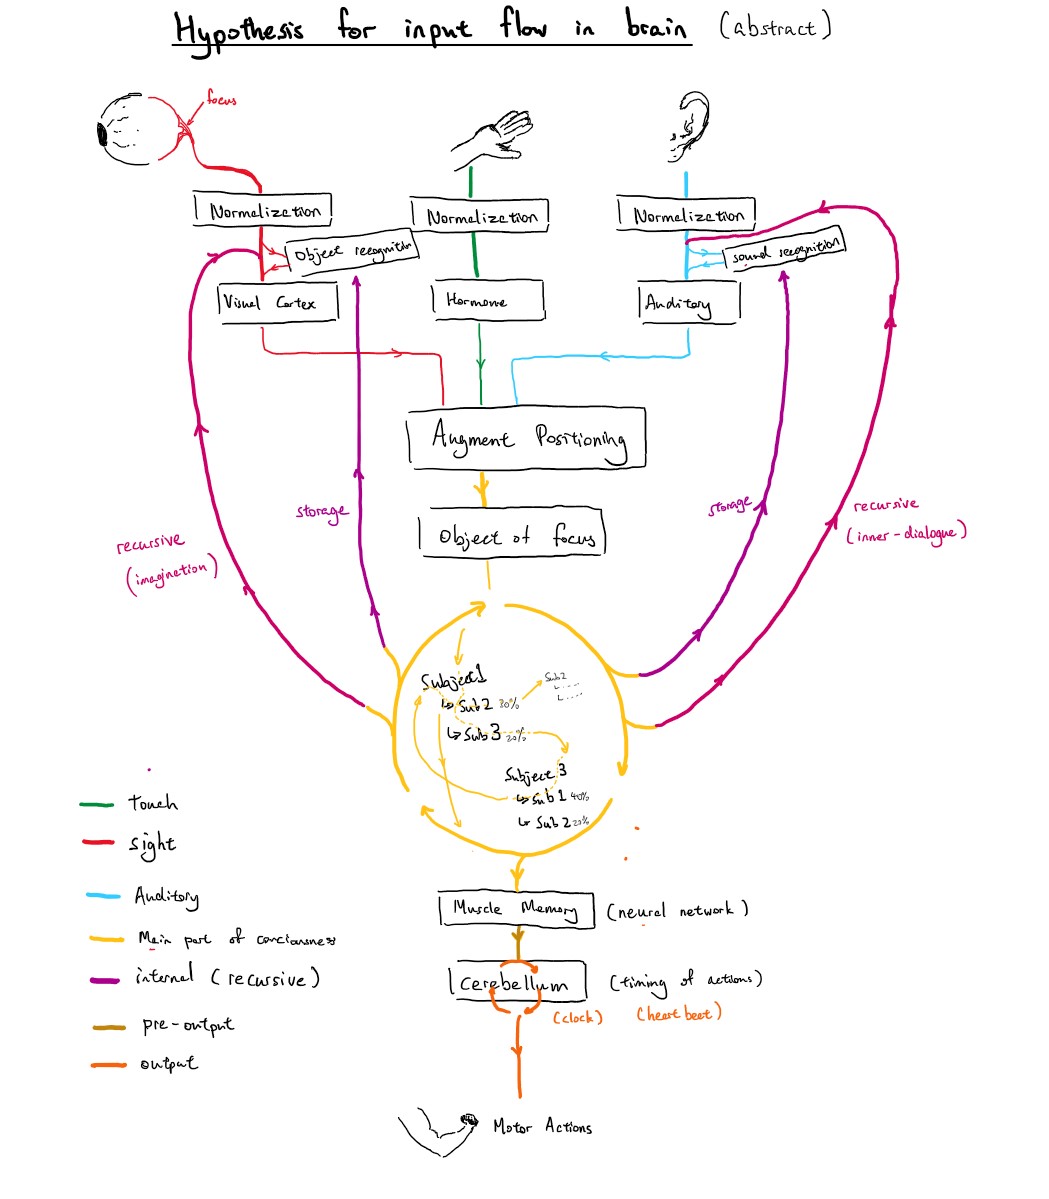 Hypothesis for input flow in brain (abstract)
focus
Normalization
Normalization
Normalization
Object recognition
sound recognition
Visual Cortex
Hormone
Auditory
Augment Positioning
storage
storage
recursive
(inner-dialogue)
recursive
(imagination)
Object of focus
Subject 1
↳ Sub 2 70%
↳ Sub 3 20%
Sub 2
Subject 3
↳ Sub 1 40%
↳ Sub 2 20%
touch
sight
Auditory
Main part of conciousness
internal (recursive)
pre-output
output
Muscle Memory (neural network)
Cerebellum (timing of actions)
(clock) (heart beat)
Motor Actions